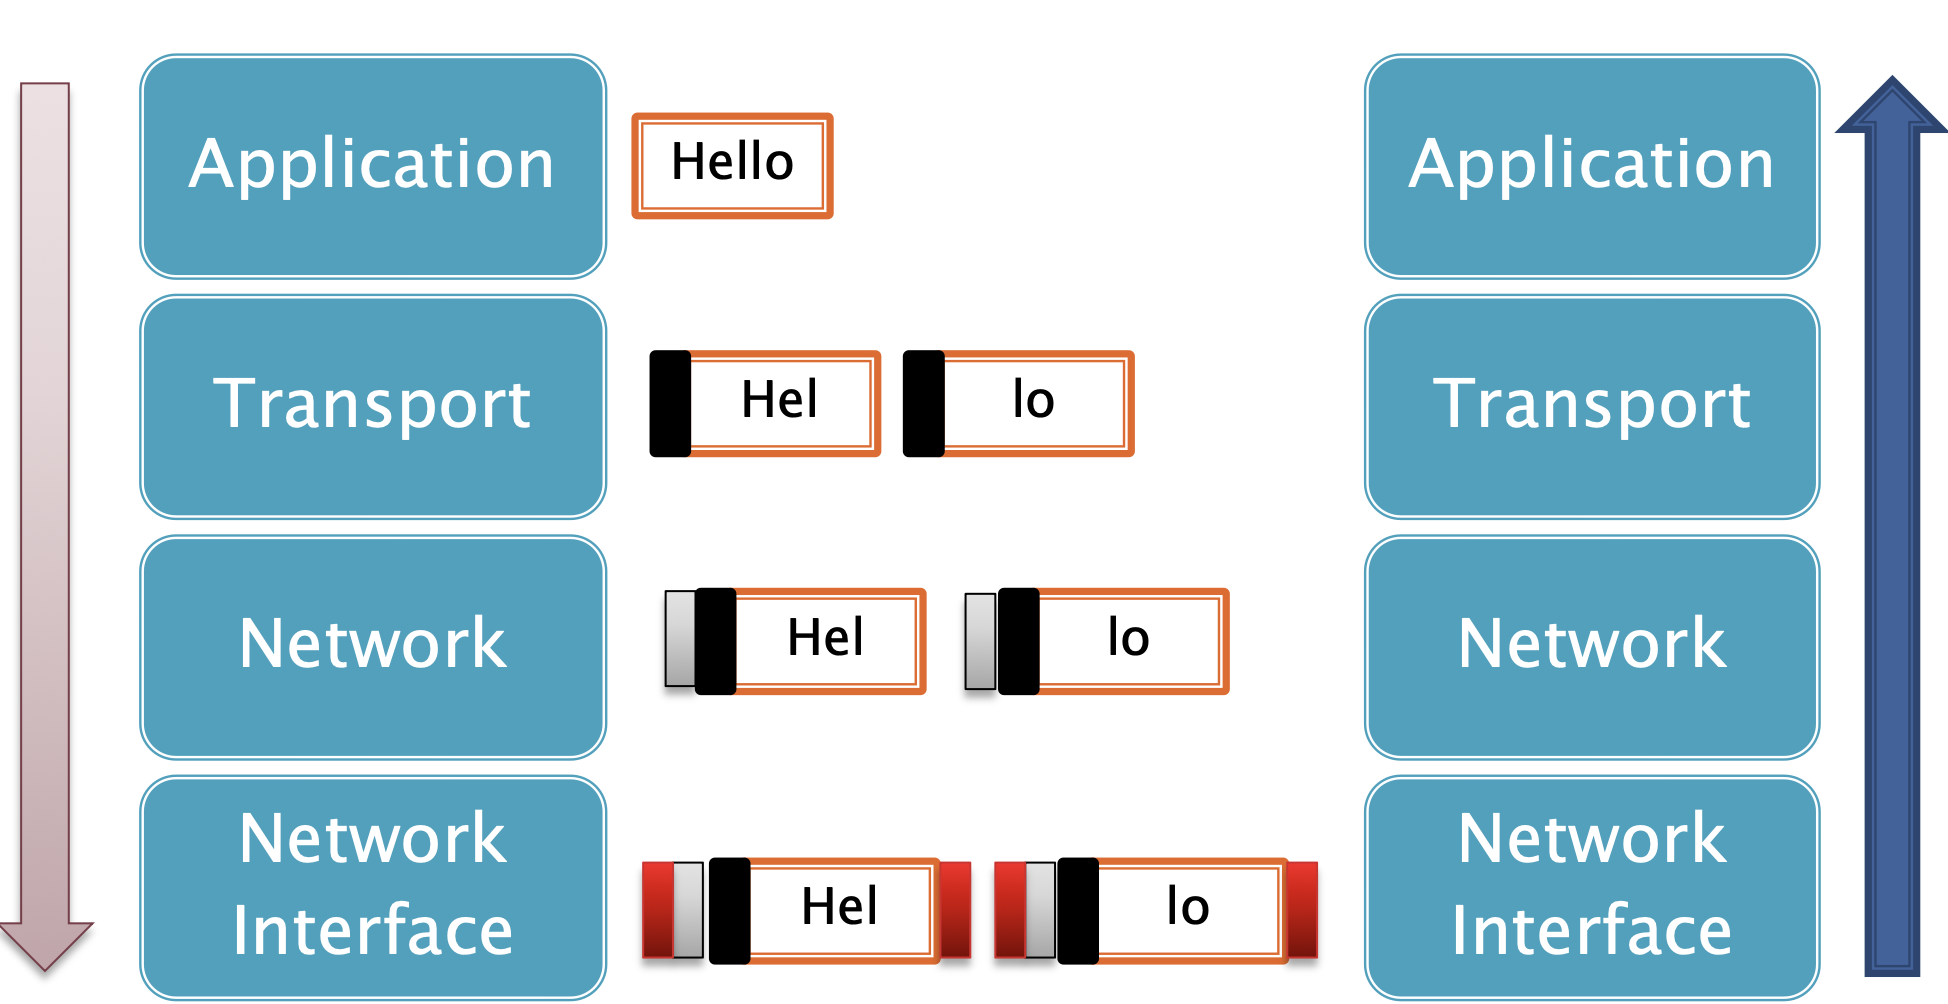 Application
Hello
Application
Transport
Hel
lo
Transport
Network
Hel
lo
Network
Network
Interface
Hel
lo
Network
Interface